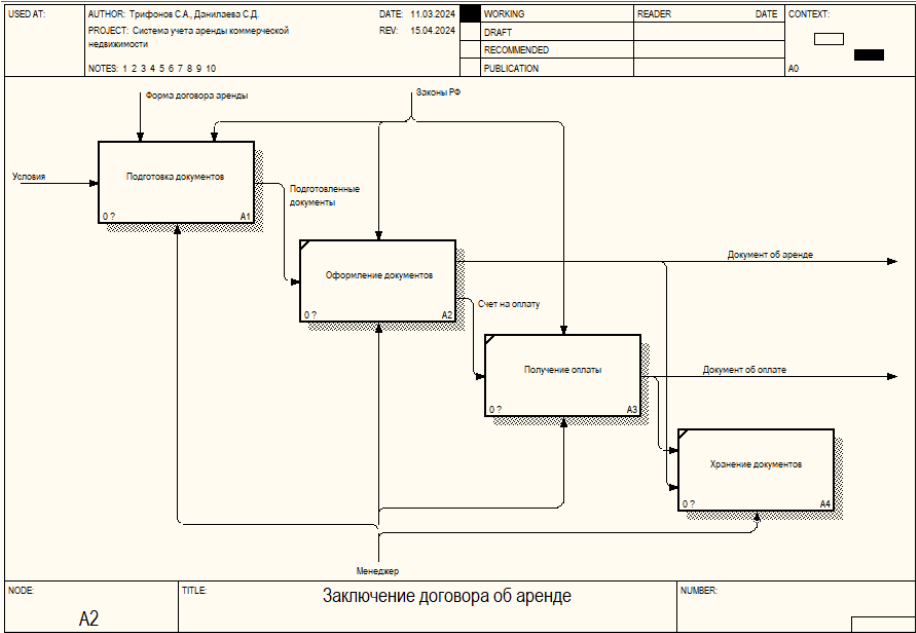 USED AT:
AUTHOR: Трифонов С.А., Данилаева С.Д.
DATE: 11.03.2024
PROJECT: Система учета аренды коммерческой
недвижимости
REV: 15.04.2024
NOTES: 1 2 3 4 5 6 7 8 9 10
WORKING
DRAFT
RECOMMENDED
PUBLICATION
READER
DATE
CONTEXT:
A0
Форма договора аренды
Законы РФ
Условия
Подготовка документов
0 ?
A1
Подготовленные
документы
Оформление документов
0 ?
A2
Документ об аренде
Счет на оплату
Получение оплаты
0 ?
A3
Документ об оплате
Хранение документов
0 ?
A4
Менеджер
NODE:
A2
TITLE:
Заключение договора об аренде
NUMBER: